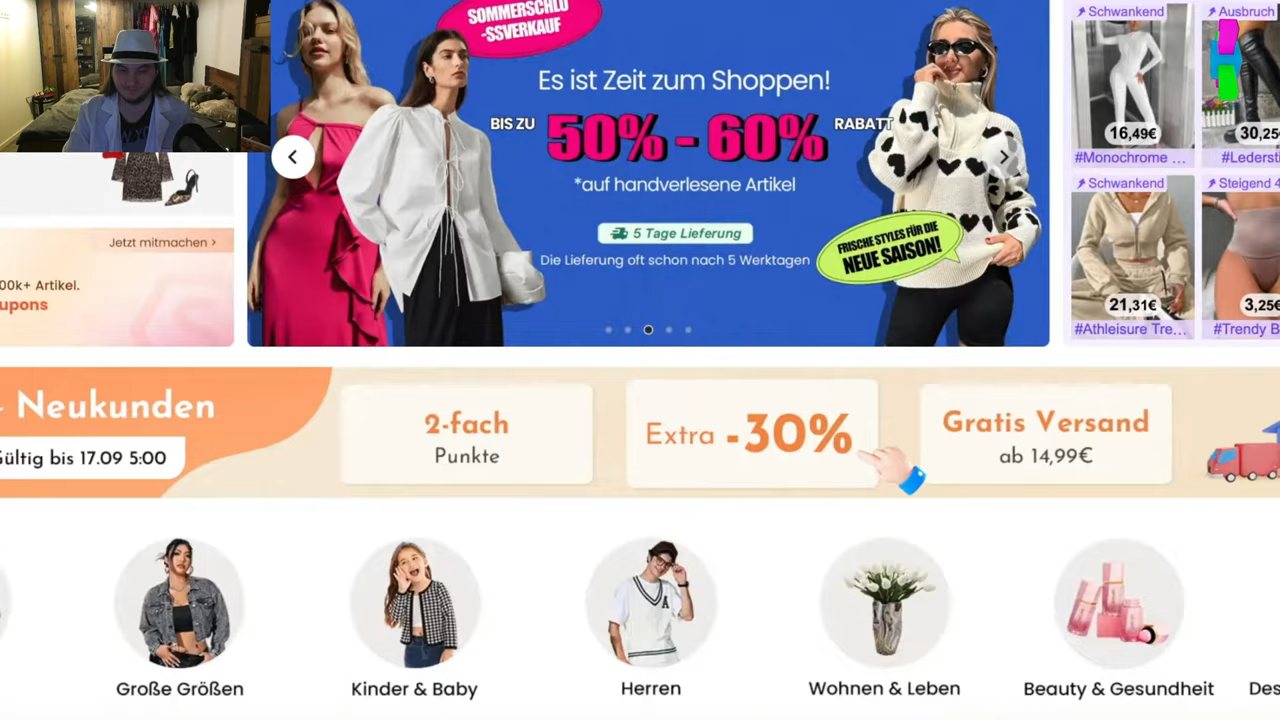 SOMMERSCHLU
-SSVERKAUF
Es ist Zeit zum Shoppen!
BIS ZU 50% - 60% RABATT
*auf handverlesene Artikel
5 Tage Lieferung
Die Lieferung oft schon nach 5 Werktagen
FRISCHE STYLES FÜR DIE
NEUE SAISON!
Jetzt mitmachen >
00k+ Artikel.
upons
Schwankend
16,49€
#Monochrome ...
Ausbruch
30,25
#Ledersti
Schwankend
21,31€
#Athleisure Tre...
Steigend 4
3,25€
#Trendy B
- Neukunden
Gültig bis 17.09 5:00
2-fach
Punkte
Extra -30%
Gratis Versand
ab 14,99€
Große Größen
Kinder & Baby
Herren
Wohnen & Leben
Beauty & Gesundheit
Des